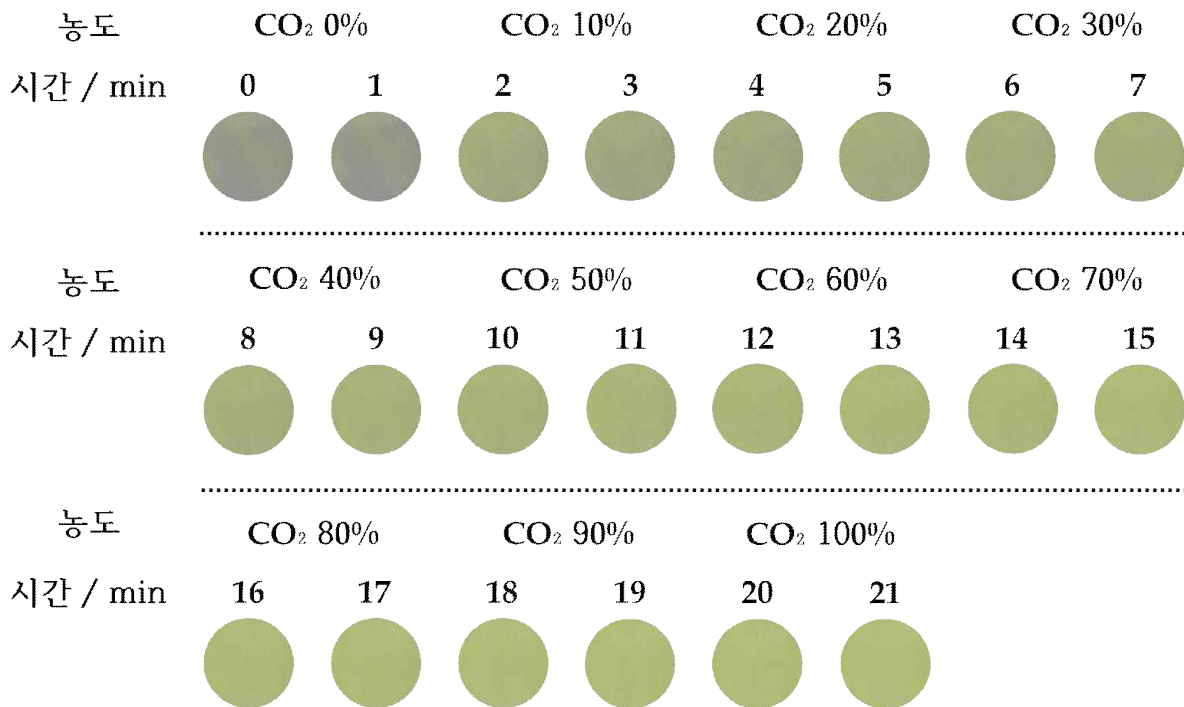 농도 CO₂ 0% CO₂ 10% CO₂ 20% CO₂ 30%
시간 / min 0 1 2 3 4 5 6 7
농도 CO₂ 40% CO₂ 50% CO₂ 60% CO₂ 70%
시간 / min 8 9 10 11 12 13 14 15
농도 CO₂ 80% CO₂ 90% CO₂ 100%
시간 / min 16 17 18 19 20 21